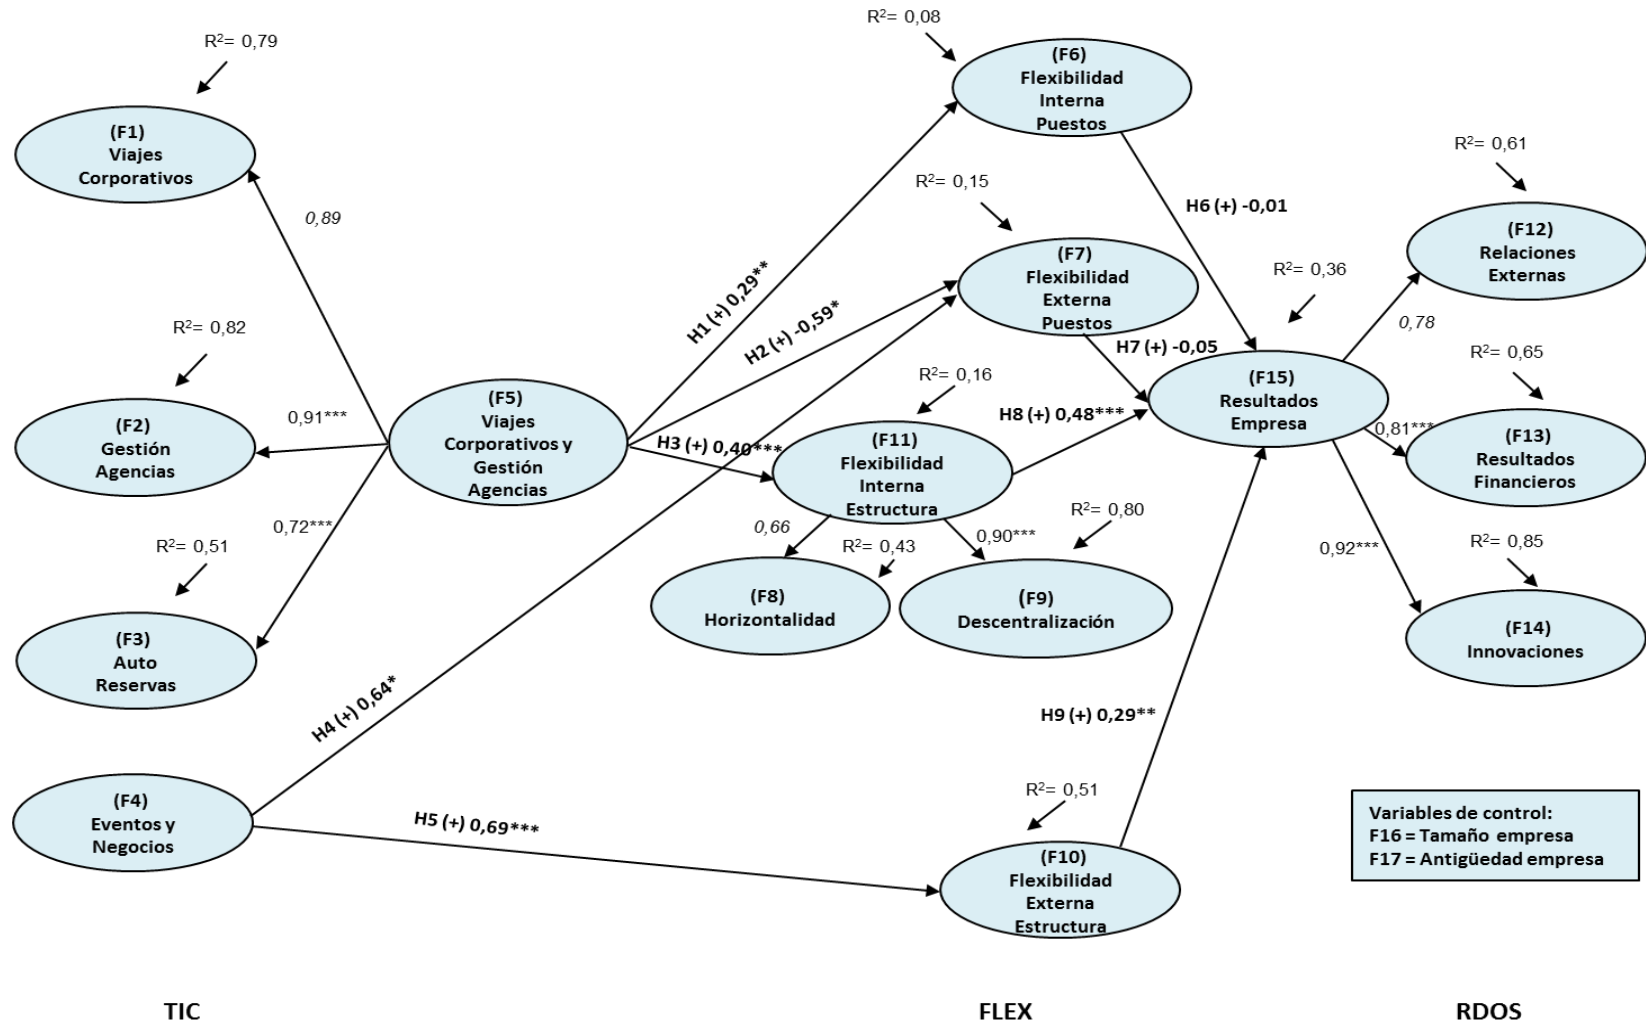 R²= 0,79
(F1)
Viajes
Corporativos
0,89
R²= 0,82
(F2)
Gestión
Agencias
0,91***
R²= 0,51
0,72***
(F3)
Auto
Reservas
(F4)
Eventos y
Negocios
(F5)
Viajes
Corporativos y
Gestión
Agencias
H1 (+) 0,29**
H2 (+) -0,59*
H3 (+) 0,40***
H4 (+) 0,64*
H5 (+) 0,69***
R²= 0,08
(F6)
Flexibilidad
Interna
Puestos
R²= 0,15
(F7)
Flexibilidad
Externa
Puestos
R²= 0,16
(F11)
Flexibilidad
Interna
Estructura
0,66
R²= 0,43
0,90***
R²= 0,80
(F8)
Horizontalidad
(F9)
Descentralización
R²= 0,51
(F10)
Flexibilidad
Externa
Estructura
H6 (+) -0,01
H7 (+) -0,05
H8 (+) 0,48***
H9 (+) 0,29**
R²= 0,36
(F15)
Resultados
Empresa
R²= 0,61
(F12)
Relaciones
Externas
0,78
R²= 0,65
0,81***
(F13)
Resultados
Financieros
R²= 0,85
0,92***
(F14)
Innovaciones
Variables de control:
F16 = Tamaño empresa
F17 = Antigüedad empresa
TIC
FLEX
RDOS